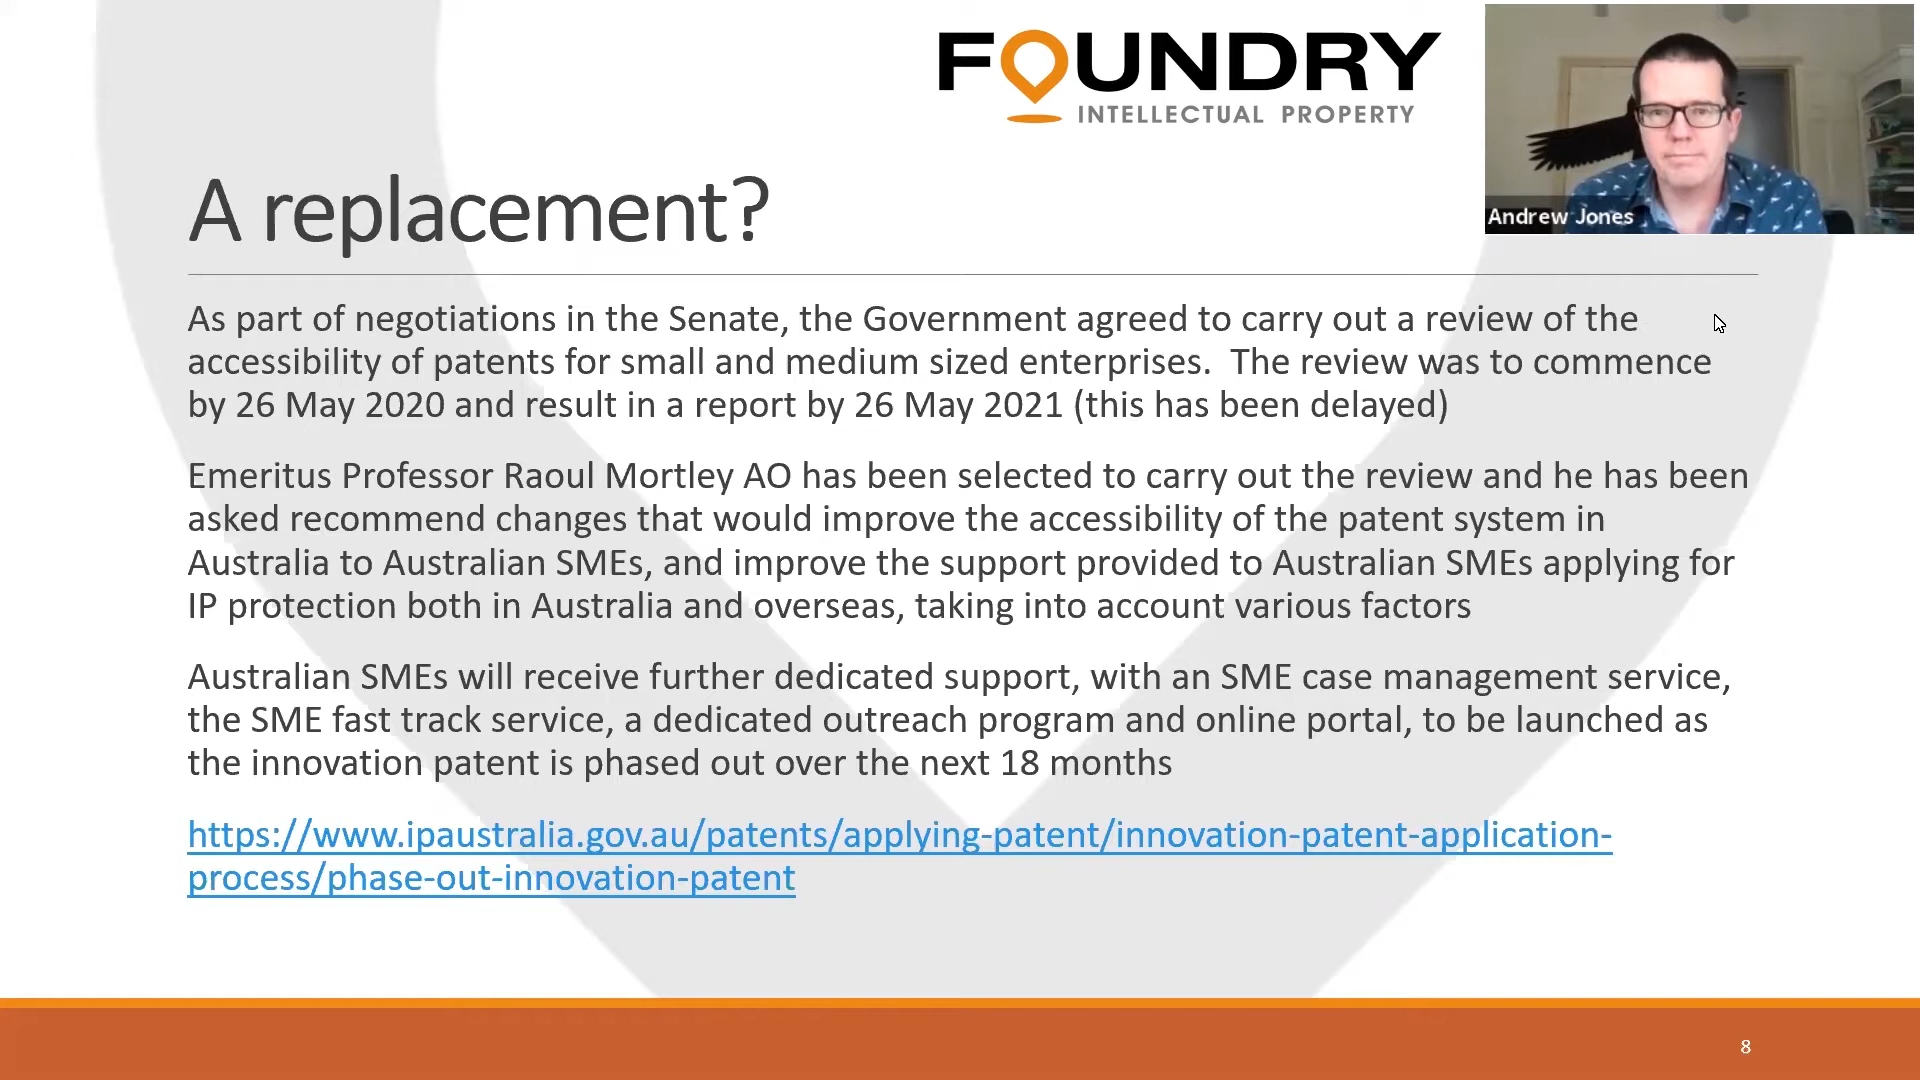 FOUNDRY
INTELLECTUAL PROPERTY
Andrew Jones
A replacement?
As part of negotiations in the Senate, the Government agreed to carry out a review of the
accessibility of patents for small and medium sized enterprises.  The review was to commence
by 26 May 2020 and result in a report by 26 May 2021 (this has been delayed)
Emeritus Professor Raoul Mortley AO has been selected to carry out the review and he has been
asked recommend changes that would improve the accessibility of the patent system in
Australia to Australian SMEs, and improve the support provided to Australian SMEs applying for
IP protection both in Australia and overseas, taking into account various factors
Australian SMEs will receive further dedicated support, with an SME case management service,
the SME fast track service, a dedicated outreach program and online portal, to be launched as
the innovation patent is phased out over the next 18 months
https://www.ipaustralia.gov.au/patents/applying-patent/innovation-patent-application-
process/phase-out-innovation-patent
8